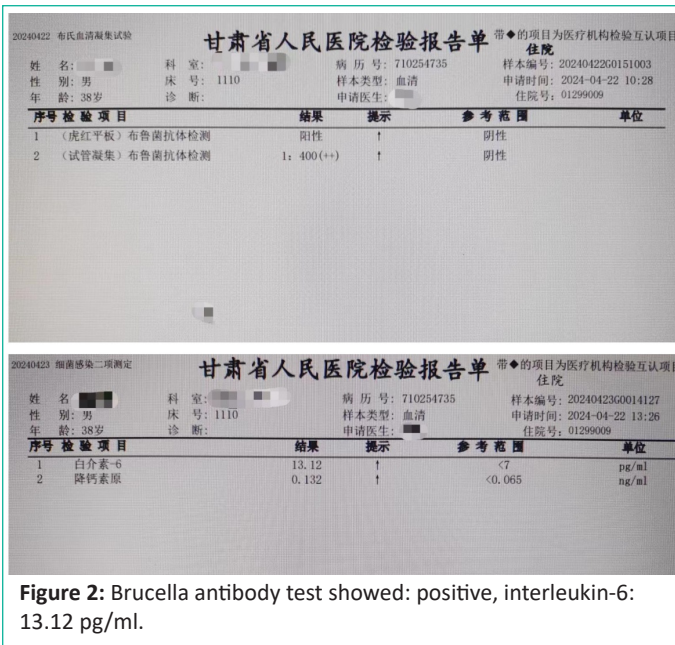 20240422 布氏血清凝集试验
甘肃省人民医院检验报告单
带◆的项目为医疗机构检验互认项目
住院
姓 名: 科 室: 病 历 号: 710254735 样本编号: 20240422G0151003
性 别: 男 床 号: 1110 样本类型: 血清 申请时间: 2024-04-22 10:28
年 龄: 38岁 诊 断: 申请医生: 住院号: 01299009
序号 检 验 项 目 结果 提示 参 考 范 围 单位
1 (虎红平板)布鲁菌抗体检测 阳性 ↑ 阴性
2 (试管凝集)布鲁菌抗体检测 1: 400(++) ↑ 阴性
20240423 细菌感染二项测定
甘肃省人民医院检验报告单
带◆的项目为医疗机构检验互认项目
住院
姓 名 科 室: 病 历 号: 710254735 样本编号: 20240423G0014127
性 别: 男 床 号: 1110 样本类型: 血清 申请时间: 2024-04-22 13:26
年 龄: 38岁 诊 断: 申请医生: 住院号: 01299009
序号 检 验 项 目 结果 提示 参 考 范 围 单位
1 白介素-6 13.12 ↑ <7 pg/ml
2 降钙素原 0.132 ↑ <0.065 ng/ml
Figure 2: Brucella antibody test showed: positive, interleukin-6:
13.12 pg/ml.